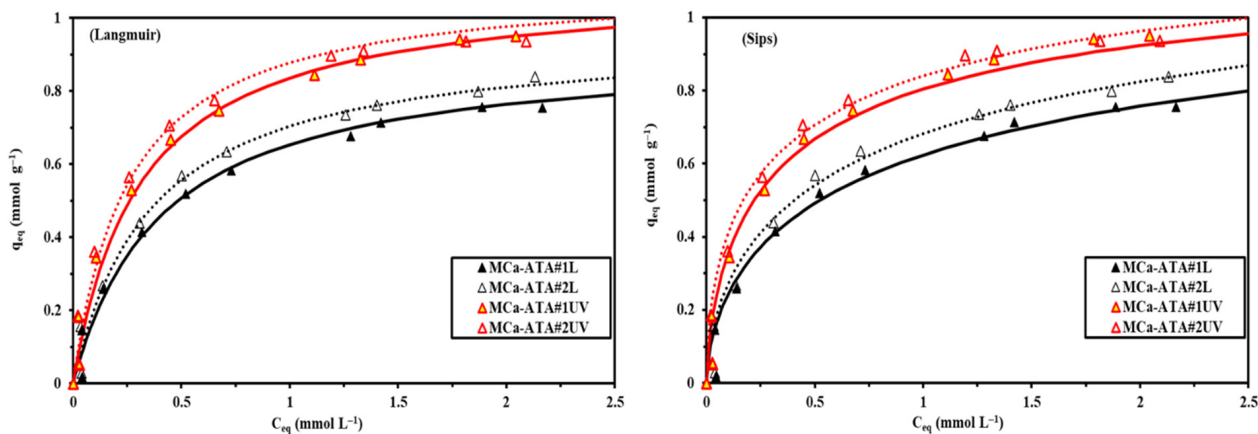 (Langmuir)
1
0.8
0.6
0.4
0.2
0
q_eq (mmol g⁻¹)
0
0.5
1
1.5
2
2.5
C_eq (mmol L⁻¹)
MCa-ATA#1L
MCa-ATA#2L
MCa-ATA#1UV
MCa-ATA#2UV
(Sips)
1
0.8
0.6
0.4
0.2
0
q_eq (mmol g⁻¹)
0
0.5
1
1.5
2
2.5
C_eq (mmol L⁻¹)
MCa-ATA#1L
MCa-ATA#2L
MCa-ATA#1UV
MCa-ATA#2UV